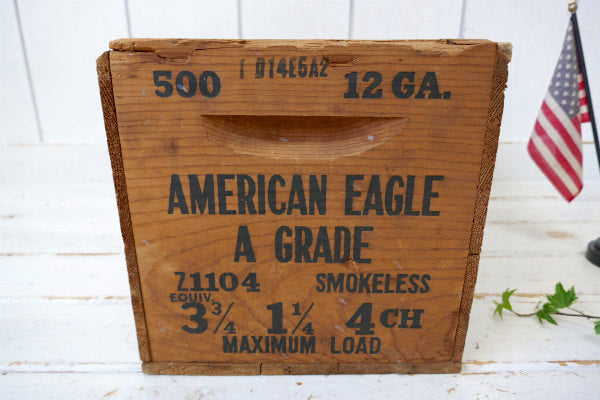 1 D14E6A2
500 12 GA.
AMERICAN EAGLE
A GRADE
Z1104 SMOKELESS
EQUIV.
3 3/4 1 1/4 4 CH
MAXIMUM LOAD